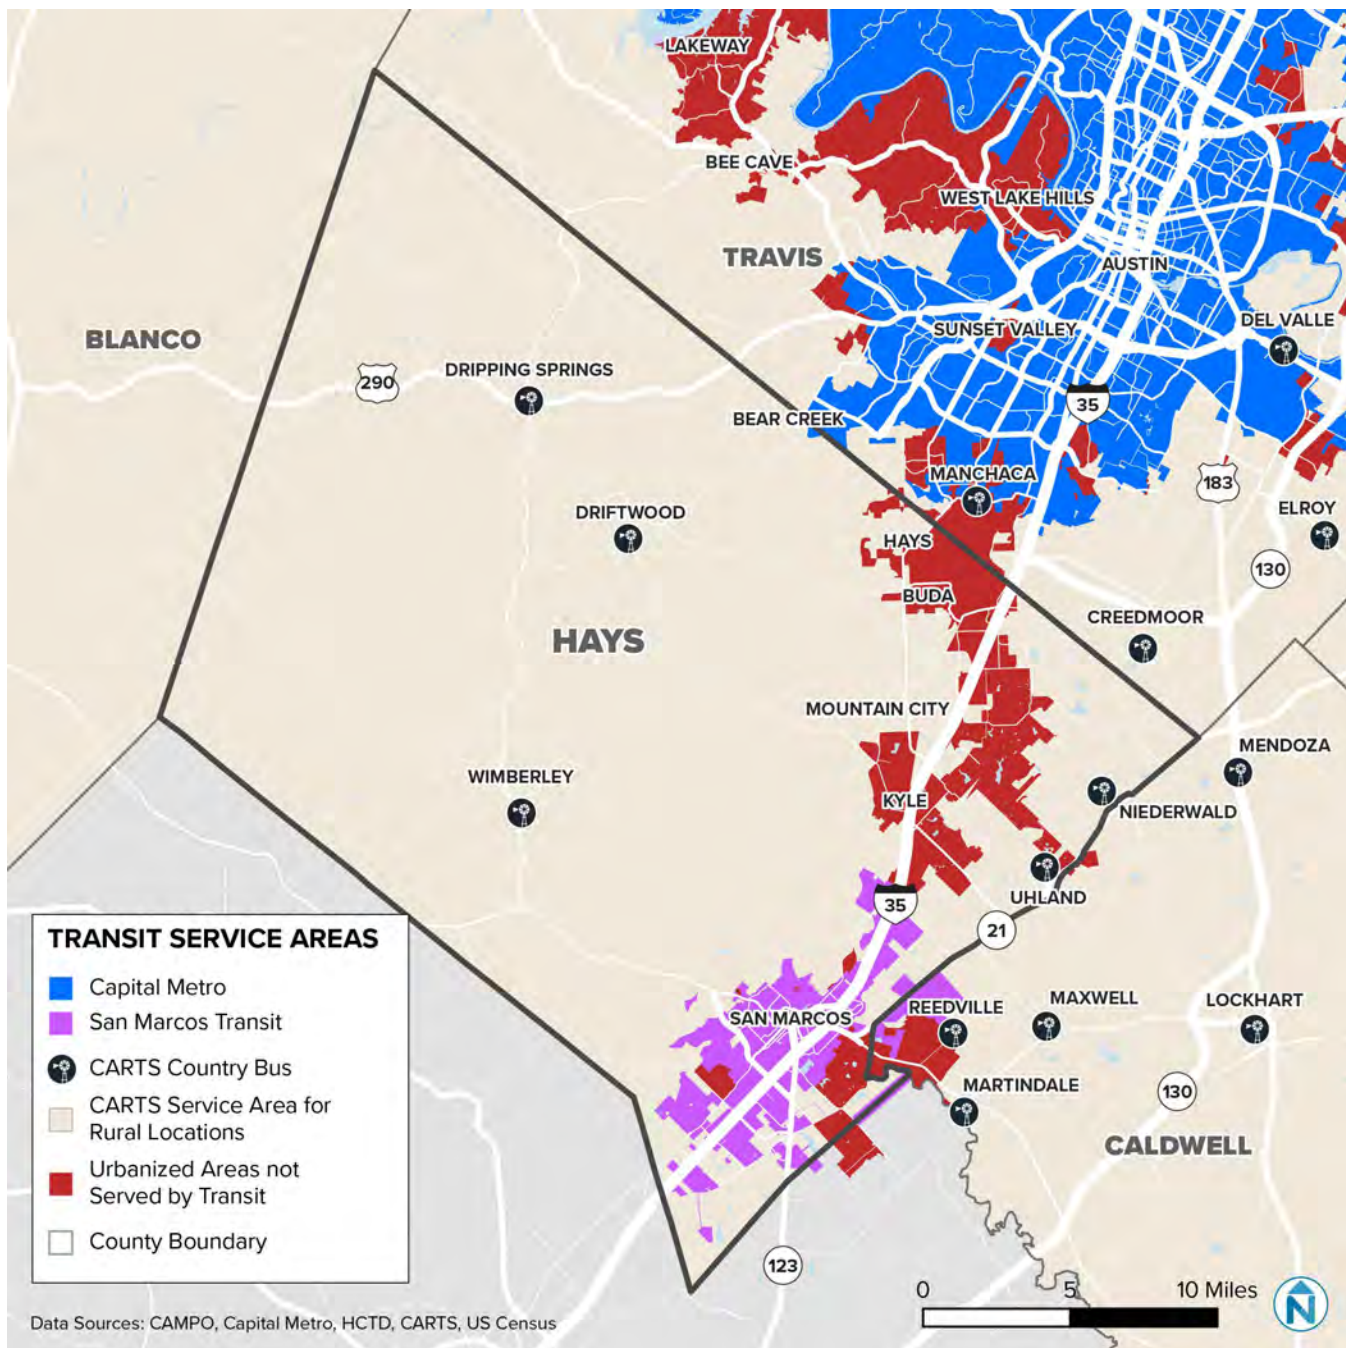 LAKEWAY
BEE CAVE
WEST LAKE HILLS
TRAVIS
AUSTIN
BLANCO
SUNSET VALLEY
DEL VALLE
290
DRIPPING SPRINGS
35
BEAR CREEK
MANCHACA
183
DRIFTWOOD
ELROY
HAYS
130
BUDA
CREEDMOOR
HAYS
MOUNTAIN CITY
MENDOZA
WIMBERLEY
KYLE
NIEDERWALD
UHLAND
35
21
REEDVILLE
MAXWELL
LOCKHART
SAN MARCOS
MARTINDALE
130
CALDWELL
123
TRANSIT SERVICE AREAS
Capital Metro
San Marcos Transit
CARTS Country Bus
CARTS Service Area for
Rural Locations
Urbanized Areas not
Served by Transit
County Boundary
0 5 10 Miles
N
Data Sources: CAMPO, Capital Metro, HCTD, CARTS, US Census